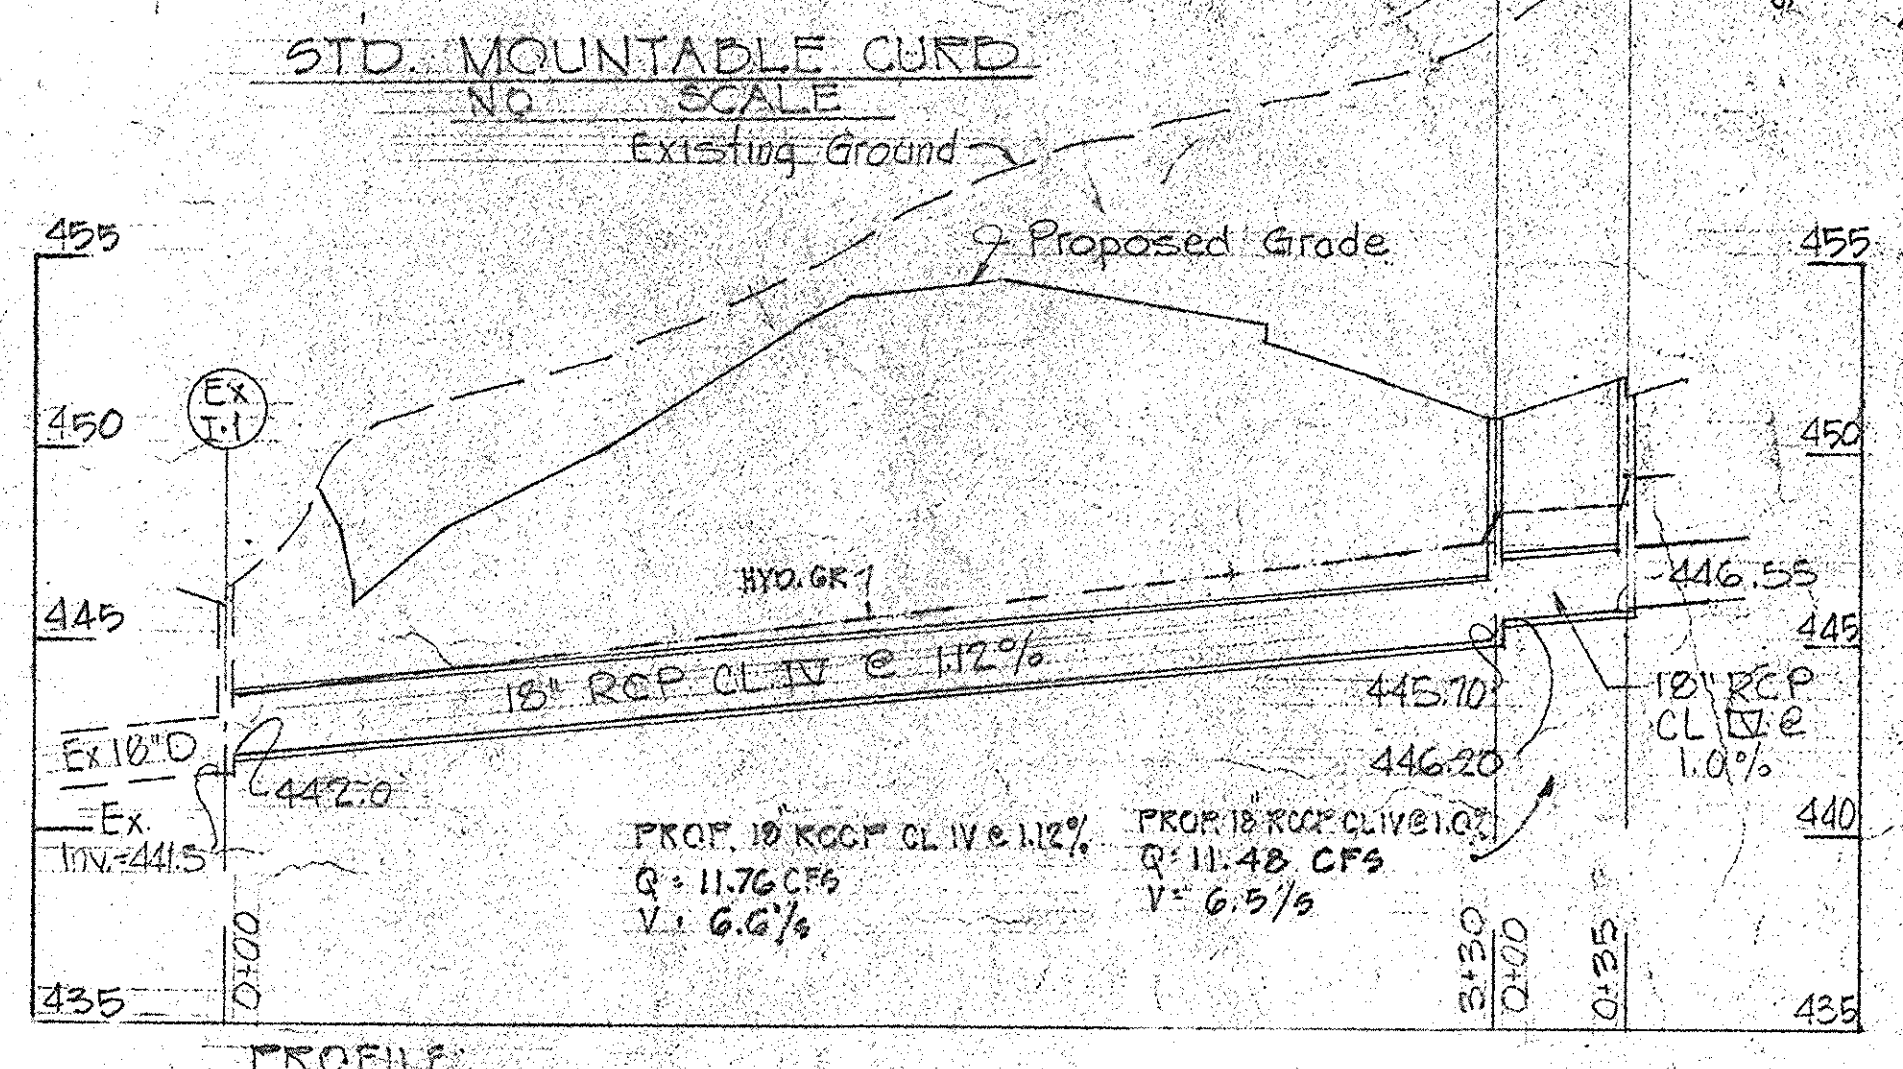 STD. MOUNTABLE CURB
NO SCALE
Existing Ground
Proposed Grade
455
455
Ex
I-1
450
450
HYD. GR
446.55
445
445
18" RCP CL IV @ 1.12%
445.70
18" RCP
CL IV @
1.0%
Ex 18" D
446.20
442.0
Ex.
Inv.=441.5
440
PROP. 18" RCCP CL IV @ 1.12%
Q = 11.76 CFS
V = 6.6'/s
PROP. 18" RCCP CL IV @ 1.0%
Q = 11.48 CFS
V = 6.5'/s
0+00
3+30
0+00
0+35
435
435
PROFILE